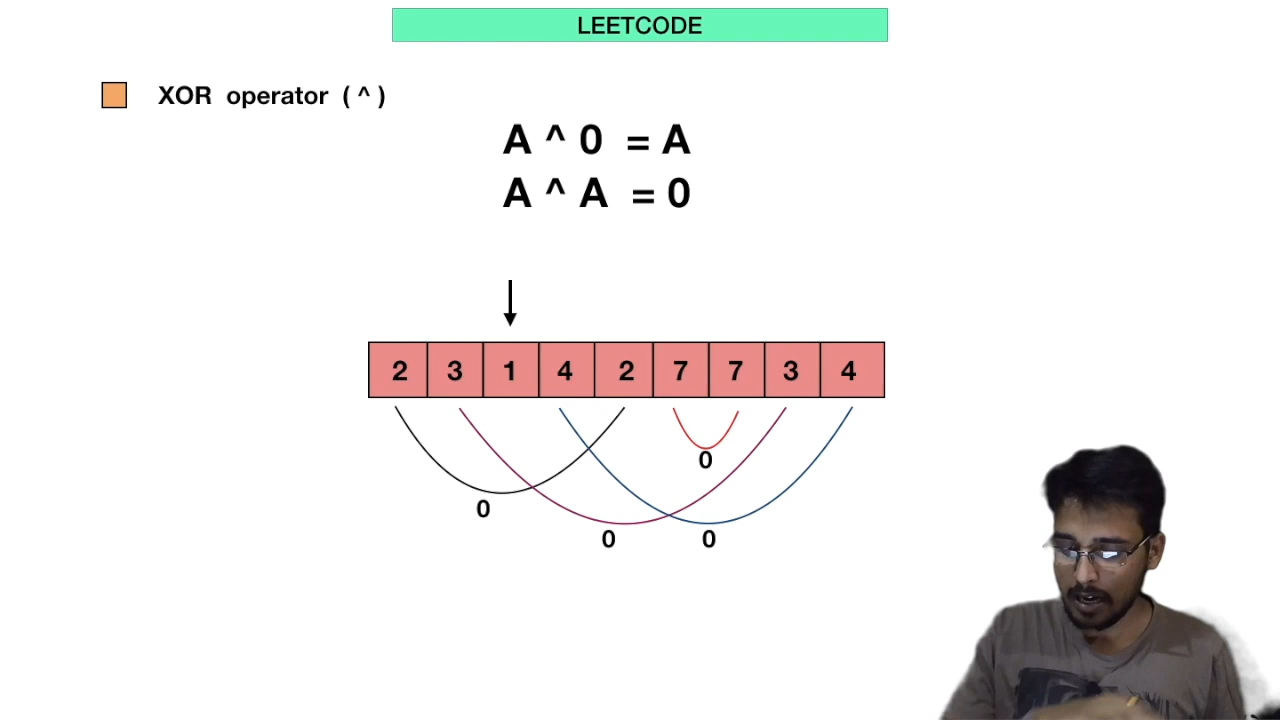 LEETCODE
XOR operator ( ^ )
A ^ 0 = A
A ^ A = 0
2 3 1 4 2 7 7 3 4
0
0
0 0